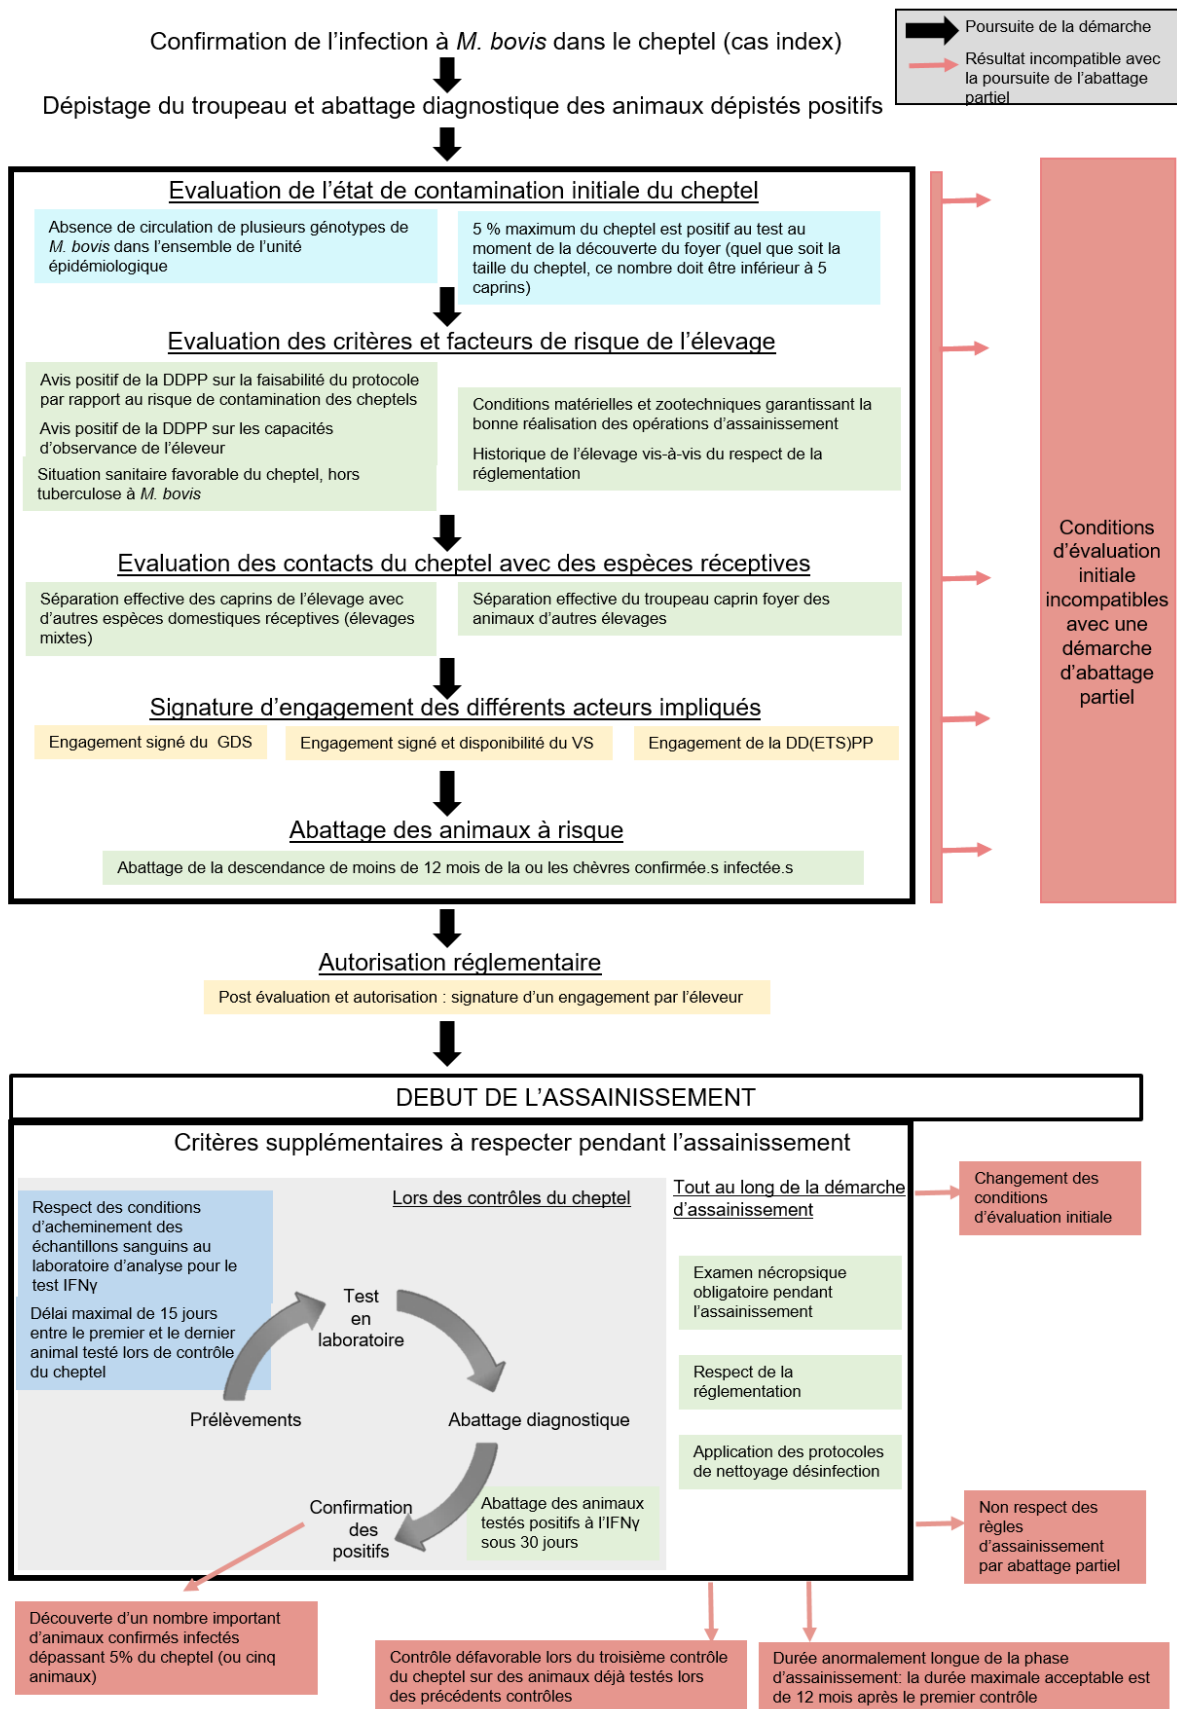 Confirmation de l'infection à M. bovis dans le cheptel (cas index)
Poursuite de la démarche
Résultat incompatible avec
la poursuite de l'abattage
partiel
Dépistage du troupeau et abattage diagnostique des animaux dépistés positifs
Evaluation de l'état de contamination initiale du cheptel
Absence de circulation de plusieurs génotypes de
M. bovis dans l'ensemble de l'unité
épidémiologique
5 % maximum du cheptel est positif au test au
moment de la découverte du foyer (quel que soit la
taille du cheptel, ce nombre doit être inférieur à 5
caprins)
Evaluation des critères et facteurs de risque de l'élevage
Avis positif de la DDPP sur la faisabilité du protocole
par rapport au risque de contamination des cheptels
Avis positif de la DDPP sur les capacités
d'observance de l'éleveur
Situation sanitaire favorable du cheptel, hors
tuberculose à M. bovis
Conditions matérielles et zootechniques garantissant la
bonne réalisation des opérations d'assainissement
Historique de l'élevage vis-à-vis du respect de la
réglementation
Evaluation des contacts du cheptel avec des espèces réceptives
Séparation effective des caprins de l'élevage avec
d'autres espèces domestiques réceptives (élevages
mixtes)
Séparation effective du troupeau caprin foyer des
animaux d'autres élevages
Signature d'engagement des différents acteurs impliqués
Engagement signé du GDS
Engagement signé et disponibilité du VS
Engagement de la DD(ETS)PP
Abattage des animaux à risque
Abattage de la descendance de moins de 12 mois de la ou les chèvres confirmée.s infectée.s
Conditions
d'évaluation
initiale
incompatibles
avec une
démarche
d'abattage
partiel
Autorisation réglementaire
Post évaluation et autorisation : signature d'un engagement par l'éleveur
DEBUT DE L'ASSAINISSEMENT
Critères supplémentaires à respecter pendant l'assainissement
Lors des contrôles du cheptel
Respect des conditions
d'acheminement des
échantillons sanguins au
laboratoire d'analyse pour le
test IFNγ
Délai maximal de 15 jours
entre le premier et le dernier
animal testé lors de contrôle
du cheptel
Test
en
laboratoire
Prélèvements
Abattage diagnostique
Confirmation
des
positifs
Abattage des animaux
testés positifs à l'IFNγ
sous 30 jours
Tout au long de la démarche
d'assainissement
Examen nécropsique
obligatoire pendant
l'assainissement
Respect de la
réglementation
Application des protocoles
de nettoyage désinfection
Changement des
conditions
d'évaluation initiale
Non respect des
règles
d'assainissement
par abattage partiel
Découverte d'un nombre important
d'animaux confirmés infectés
dépassant 5% du cheptel (ou cinq
animaux)
Contrôle défavorable lors du troisième contrôle
du cheptel sur des animaux déjà testés lors
des précédents contrôles
Durée anormalement longue de la phase
d'assainissement: la durée maximale acceptable est
de 12 mois après le premier contrôle